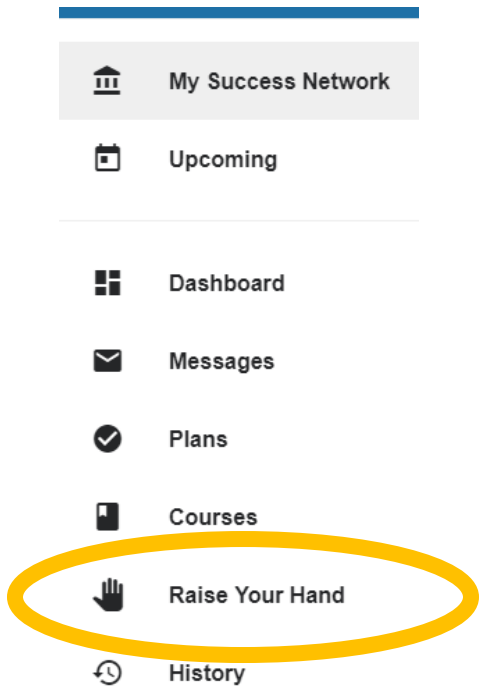 My Success Network
Upcoming
Dashboard
Messages
Plans
Courses
Raise Your Hand
History